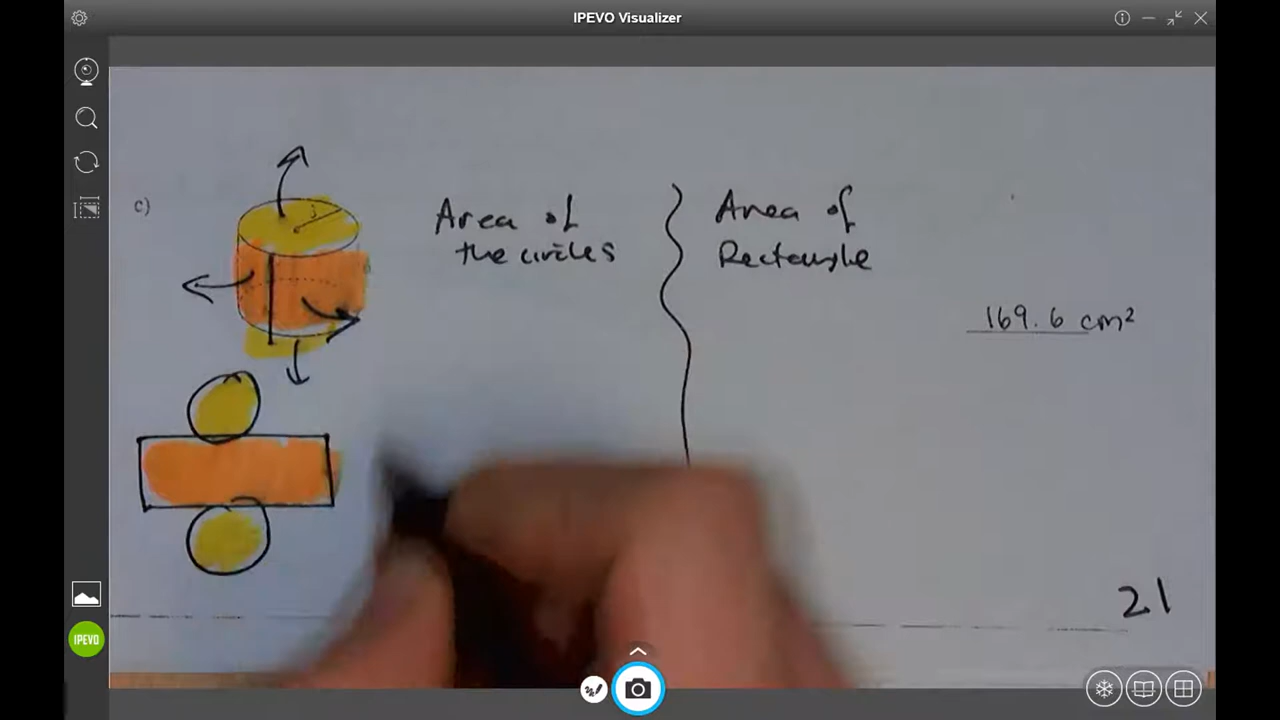 IPEVO Visualizer
c)
Area of
the circles
Area of
Rectangle
169.6 cm²
21
IPEVO